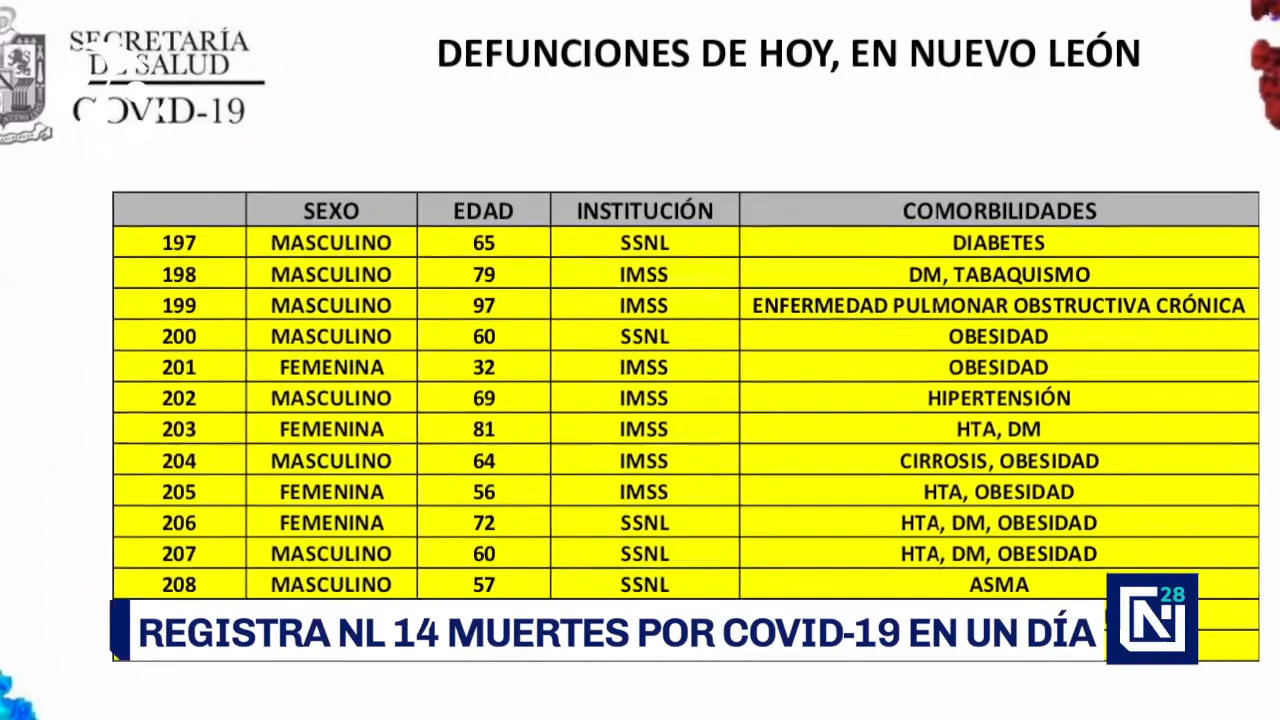 SECRETARÍA
DE SALUD
COVID-19
DEFUNCIONES DE HOY, EN NUEVO LEÓN
SEXO EDAD INSTITUCIÓN COMORBILIDADES
197 MASCULINO 65 SSNL DIABETES
198 MASCULINO 79 IMSS DM, TABAQUISMO
199 MASCULINO 97 IMSS ENFERMEDAD PULMONAR OBSTRUCTIVA CRÓNICA
200 MASCULINO 60 SSNL OBESIDAD
201 FEMENINA 32 IMSS OBESIDAD
202 MASCULINO 69 IMSS HIPERTENSIÓN
203 FEMENINA 81 IMSS HTA, DM
204 MASCULINO 64 IMSS CIRROSIS, OBESIDAD
205 FEMENINA 56 IMSS HTA, OBESIDAD
206 FEMENINA 72 SSNL HTA, DM, OBESIDAD
207 MASCULINO 60 SSNL HTA, DM, OBESIDAD
208 MASCULINO 57 SSNL ASMA
REGISTRA NL 14 MUERTES POR COVID-19 EN UN DÍA
N 28